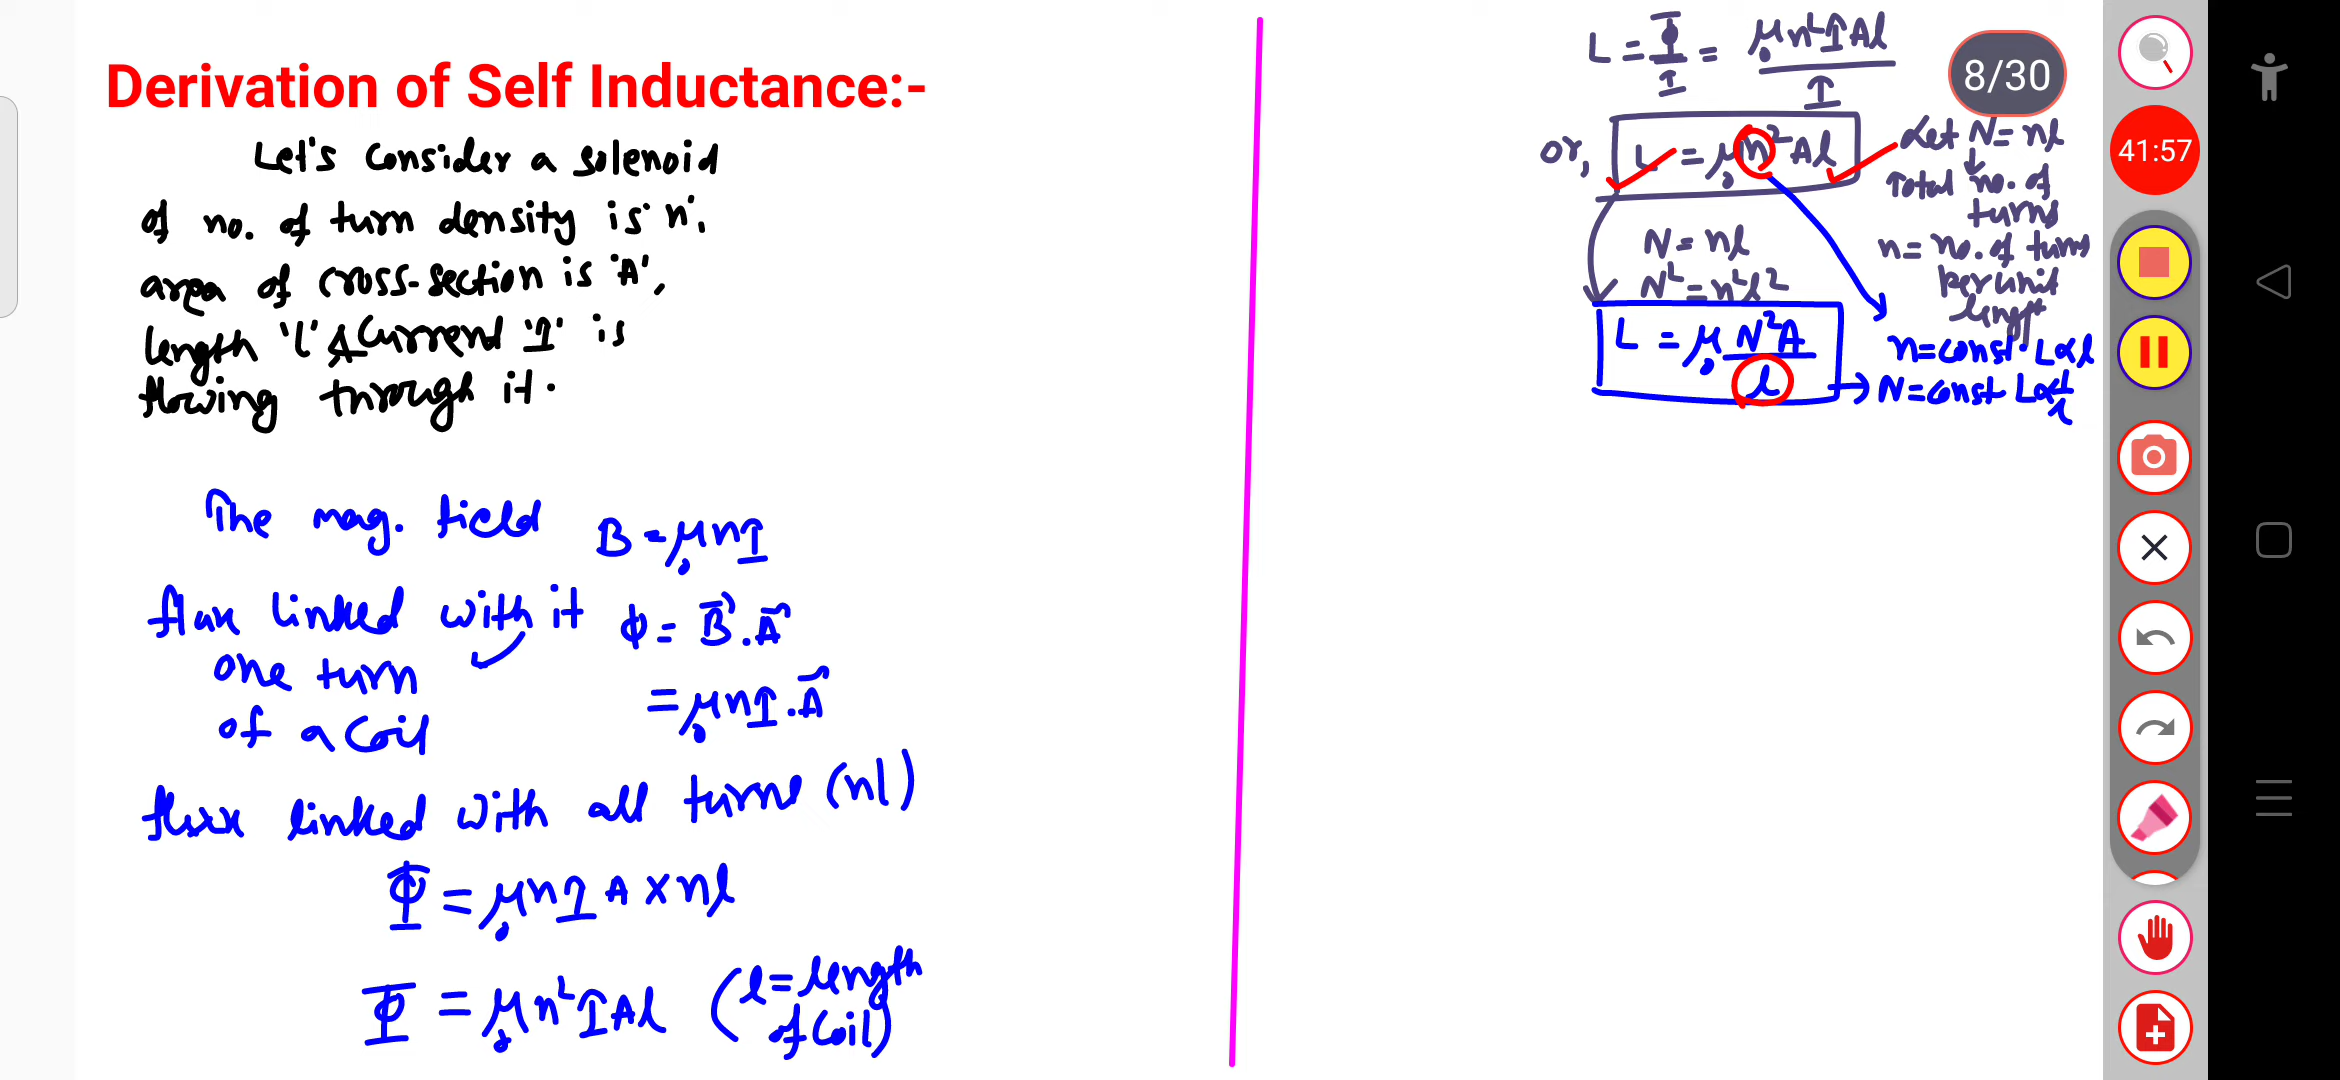 Derivation of Self Inductance:-
Let's consider a solenoid
of no. of turn density is 'n',
area of cross-section is 'A',
length 'l' & current 'I' is
flowing through it.
The mag. field B = μ₀nI
flux linked with it φ = B⃗.A⃗
one turn
of a coil
= μ₀nI.A⃗
flux linked with all turns (nl)
Φ = μ₀nIA×nl
Φ = μ₀n²IAl (l = length
of coil)
L = Φ/I = μ₀n²IAl/I
or, L = μ₀n²Al
Let N = nl
↓
Total no. of
turns
n = no. of turns
per unit
length
N = nl
N² = n²l²
L = μ₀N²A/l
n = const. L∝l
→ N = const L∝1/l
8/30
41:57